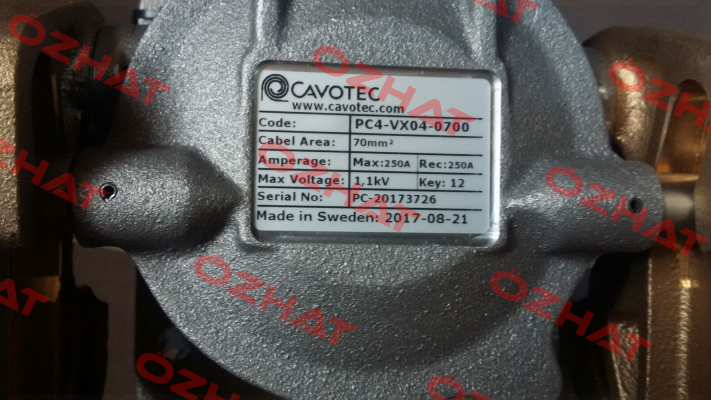 CAVOTEC
www.cavotec.com
Code: PC4-VX04-0700
Cabel Area: 70mm²
Amperage: Max:250A Rec:250A
Max Voltage: 1,1kV Key: 12
Serial No: PC-20173726
Made in Sweden: 2017-08-21
OZHAT
OZHAT
OZHAT
OZHAT
OZHAT
OZHAT
OZHAT
OZHAT
OZHAT
OZHAT